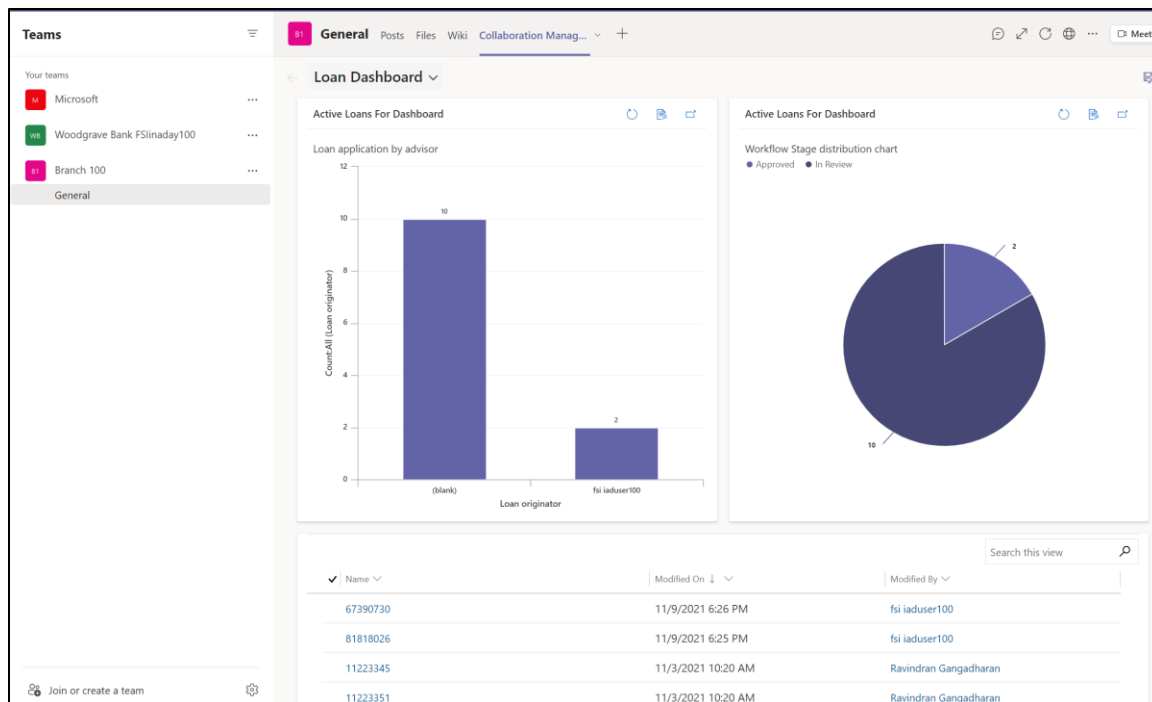 Teams
B1 General Posts Files Wiki Collaboration Manag...
Meet
Your teams
M Microsoft
WB Woodgrave Bank FSIinaday100
B1 Branch 100
General
Join or create a team
Loan Dashboard
Active Loans For Dashboard
Loan application by advisor
12
10
8
6
4
2
0
Count:All (Loan originator)
10
2
(blank) fsi iaduser100
Loan originator
Active Loans For Dashboard
Workflow Stage distribution chart
Approved In Review
2
10
Search this view
Name Modified On Modified By
67390730 11/9/2021 6:26 PM fsi iaduser100
81818026 11/9/2021 6:25 PM fsi iaduser100
11223345 11/3/2021 10:20 AM Ravindran Gangadharan
11223351 11/3/2021 10:20 AM Ravindran Gangadharan